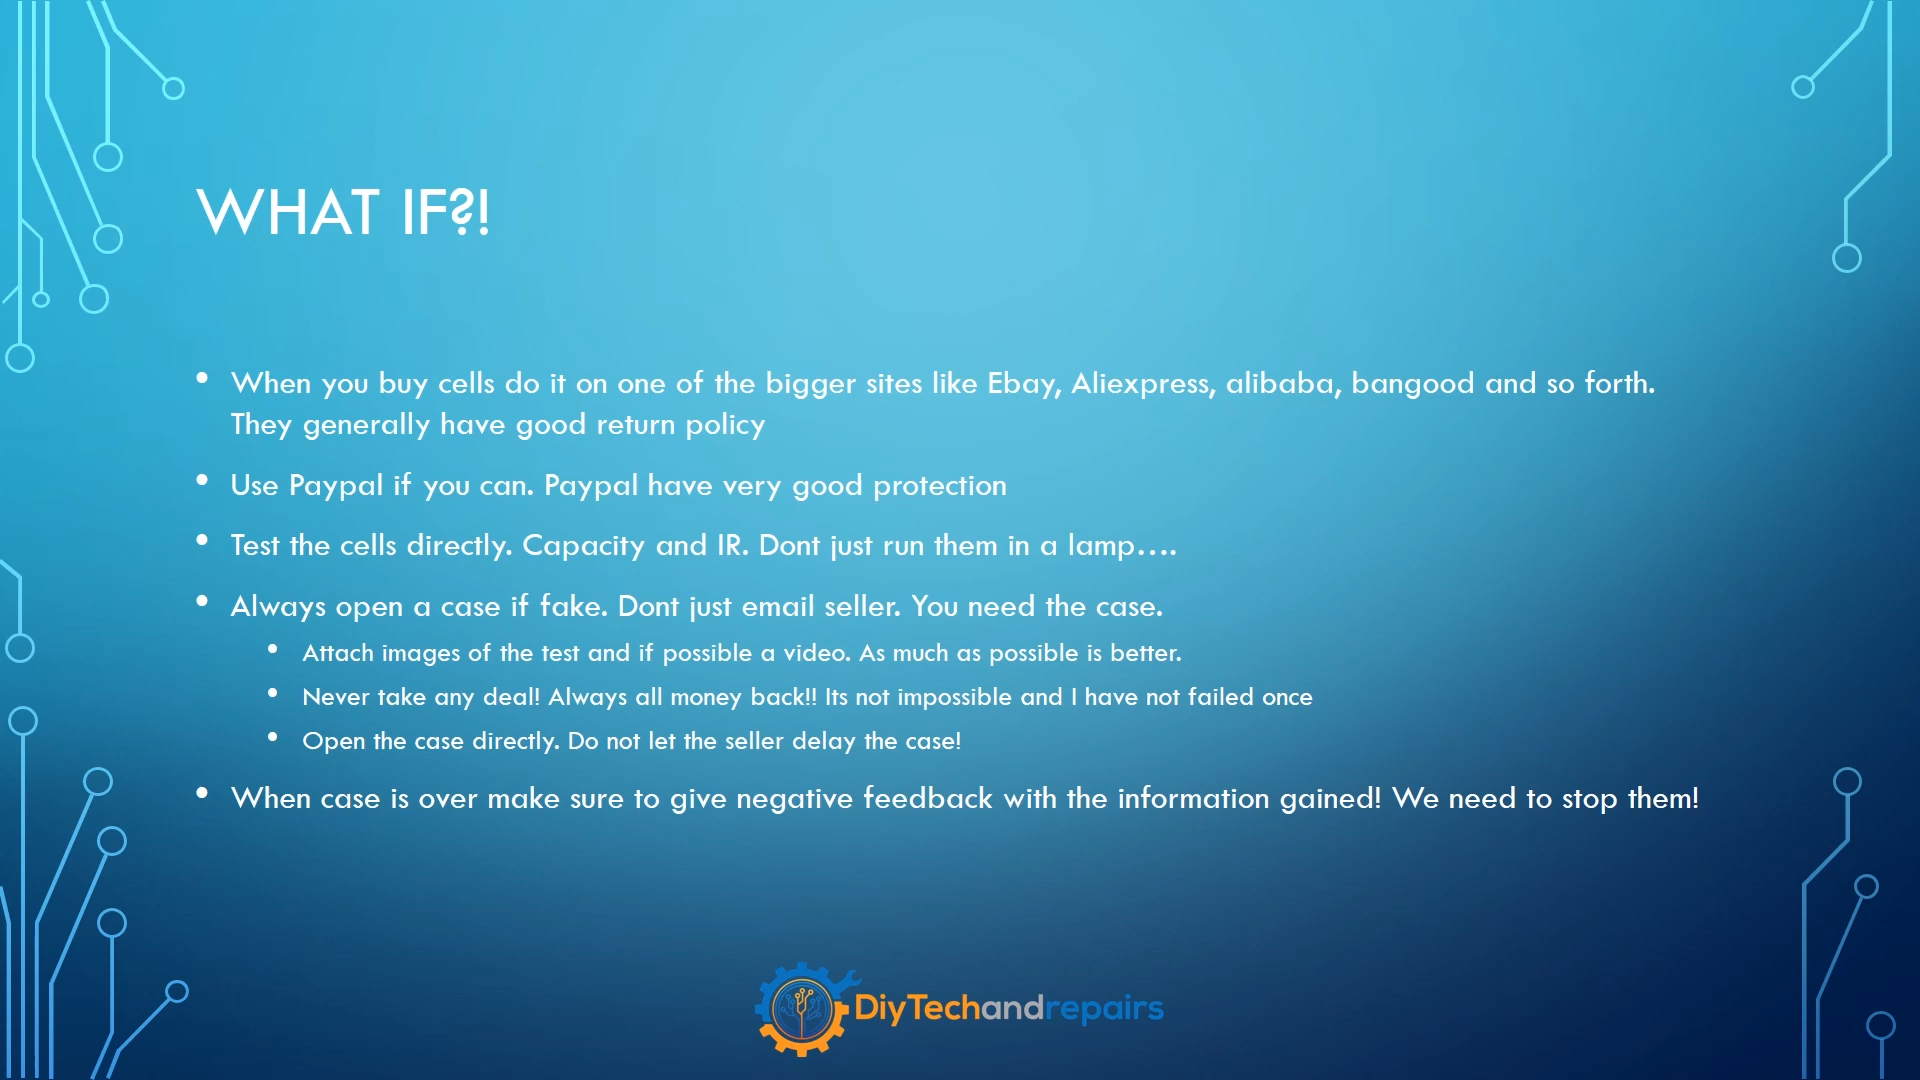 WHAT IF?!
• When you buy cells do it on one of the bigger sites like Ebay, Aliexpress, alibaba, bangood and so forth.
They generally have good return policy
• Use Paypal if you can. Paypal have very good protection
• Test the cells directly. Capacity and IR. Dont just run them in a lamp….
• Always open a case if fake. Dont just email seller. You need the case.
• Attach images of the test and if possible a video. As much as possible is better.
• Never take any deal! Always all money back!! Its not impossible and I have not failed once
• Open the case directly. Do not let the seller delay the case!
• When case is over make sure to give negative feedback with the information gained! We need to stop them!
DiyTechandrepairs